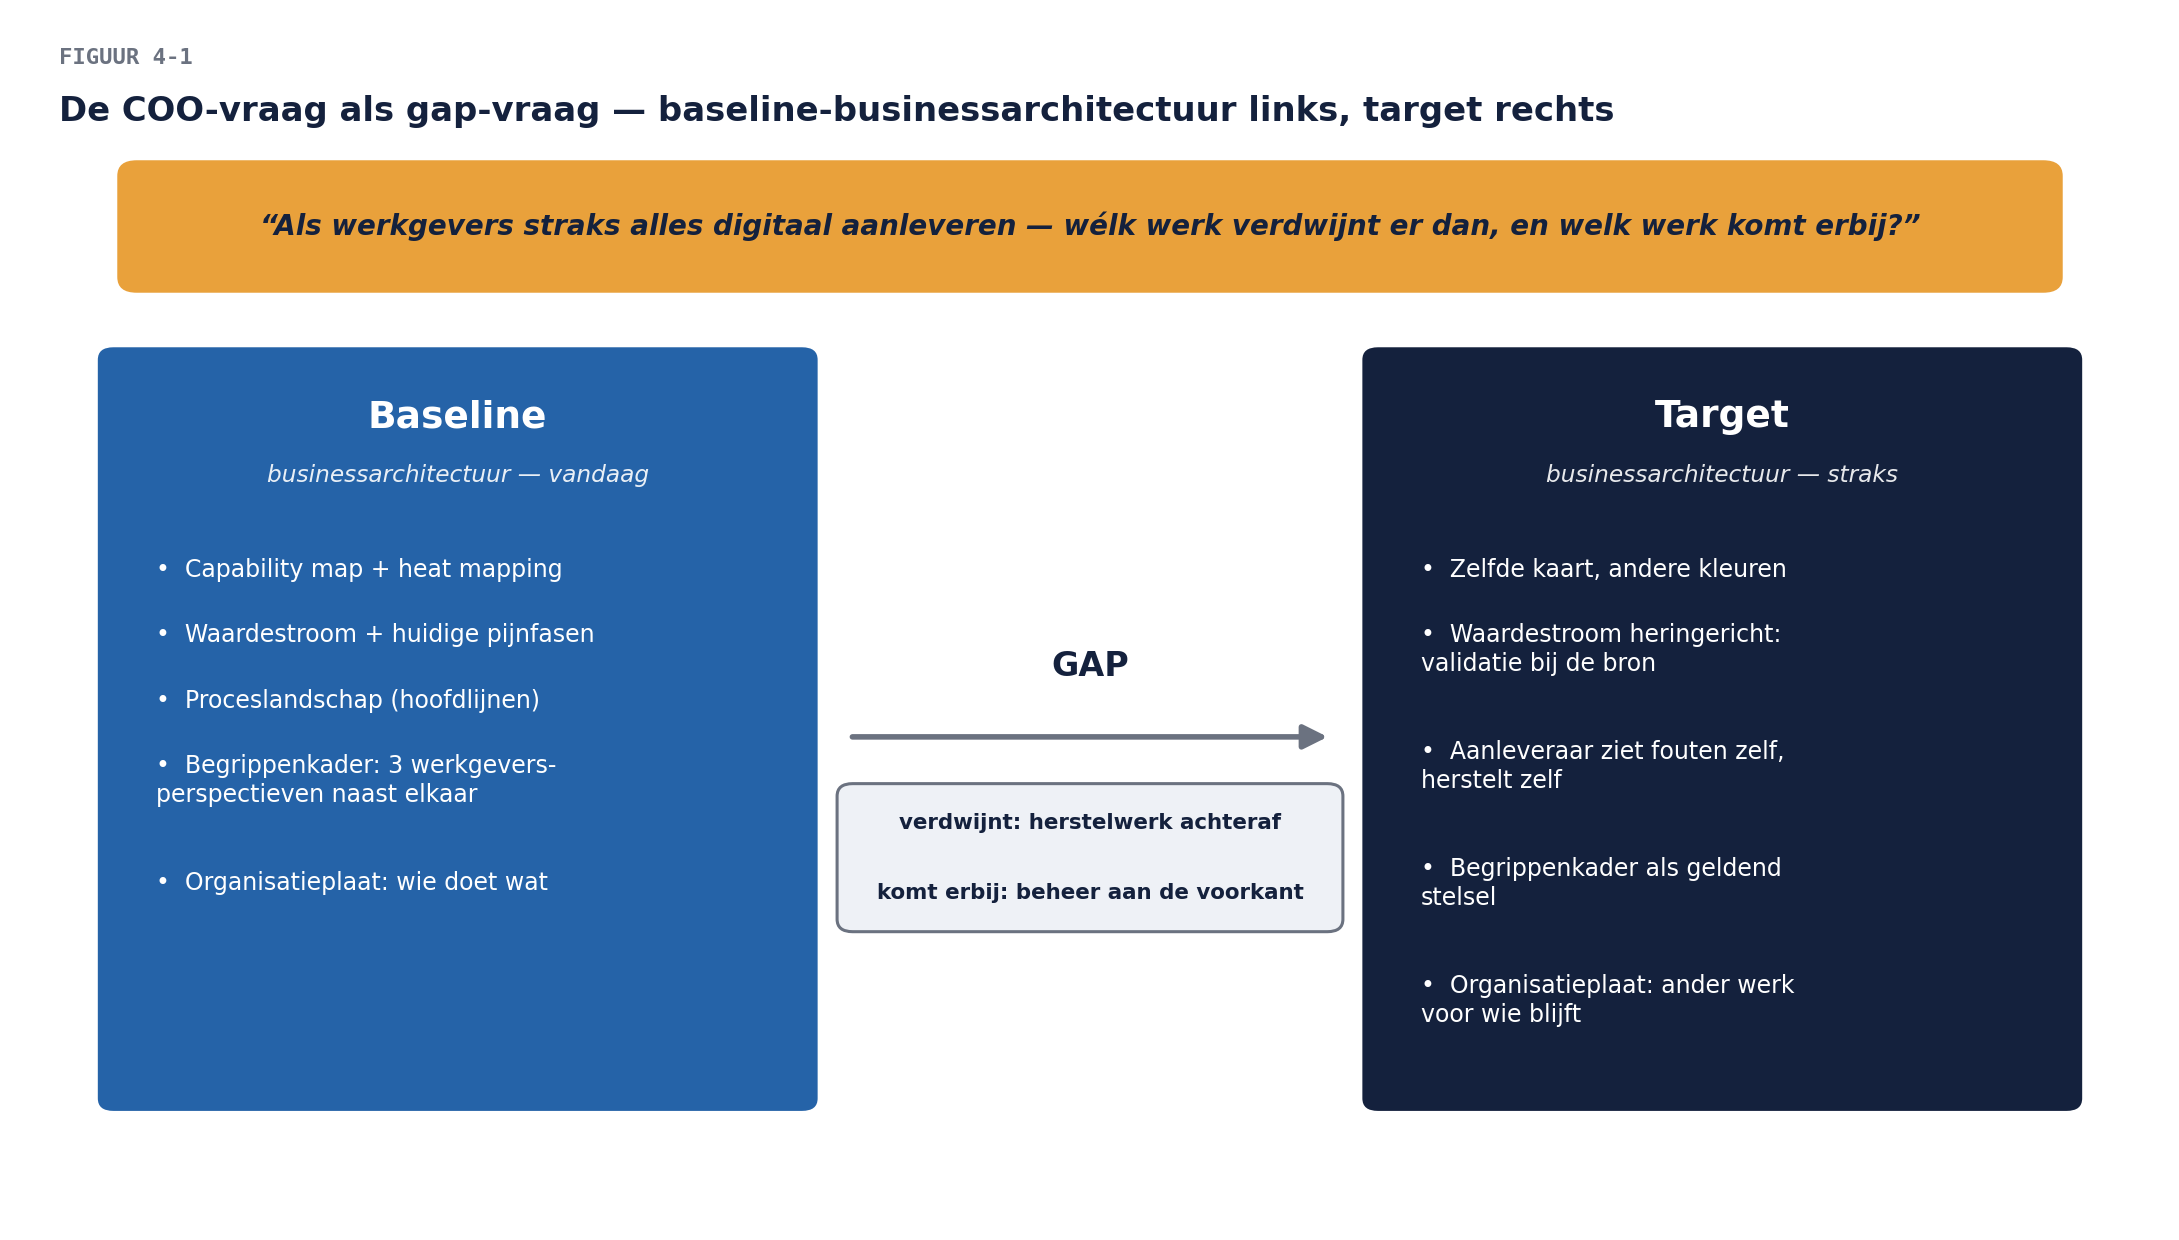 FIGUUR 4-1
De COO-vraag als gap-vraag — baseline-businessarchitectuur links, target rechts
“Als werkgevers straks alles digitaal aanleveren — wélk werk verdwijnt er dan, en welk werk komt erbij?”
Baseline
businessarchitectuur — vandaag
• Capability map + heat mapping
• Waardestroom + huidige pijnfasen
• Proceslandschap (hoofdlijnen)
• Begrippenkader: 3 werkgevers-
perspectieven naast elkaar
• Organisatieplaat: wie doet wat
GAP
verdwijnt: herstelwerk achteraf
komt erbij: beheer aan de voorkant
Target
businessarchitectuur — straks
• Zelfde kaart, andere kleuren
• Waardestroom heringericht:
validatie bij de bron
• Aanleveraar ziet fouten zelf,
herstelt zelf
• Begrippenkader als geldend
stelsel
• Organisatieplaat: ander werk
voor wie blijft